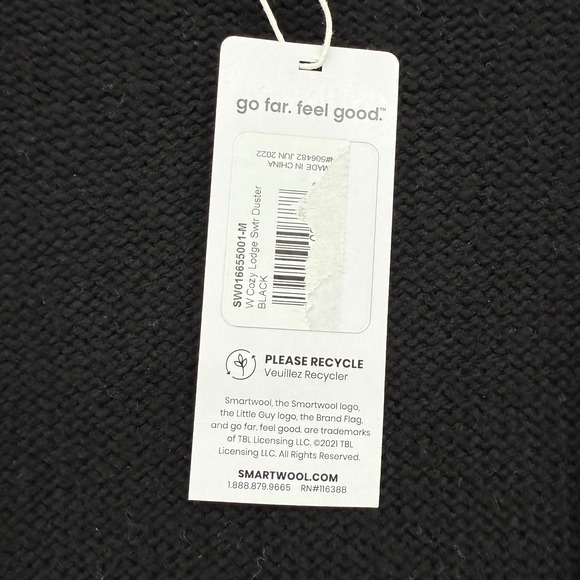 go far. feel good.™
#506482 JUN 2022
MADE IN CHINA
SW016655001-M
W Cozy Lodge Swtr Duster
BLACK
PLEASE RECYCLE
Veuillez Recycler
Smartwool, the Smartwool logo,
the Little Guy logo, the Brand Flag,
and go far. feel good. are trademarks
of TBL Licensing LLC. ©2021 TBL
Licensing LLC. All Rights Reserved.
SMARTWOOL.COM
1.888.879.9665 RN#116388